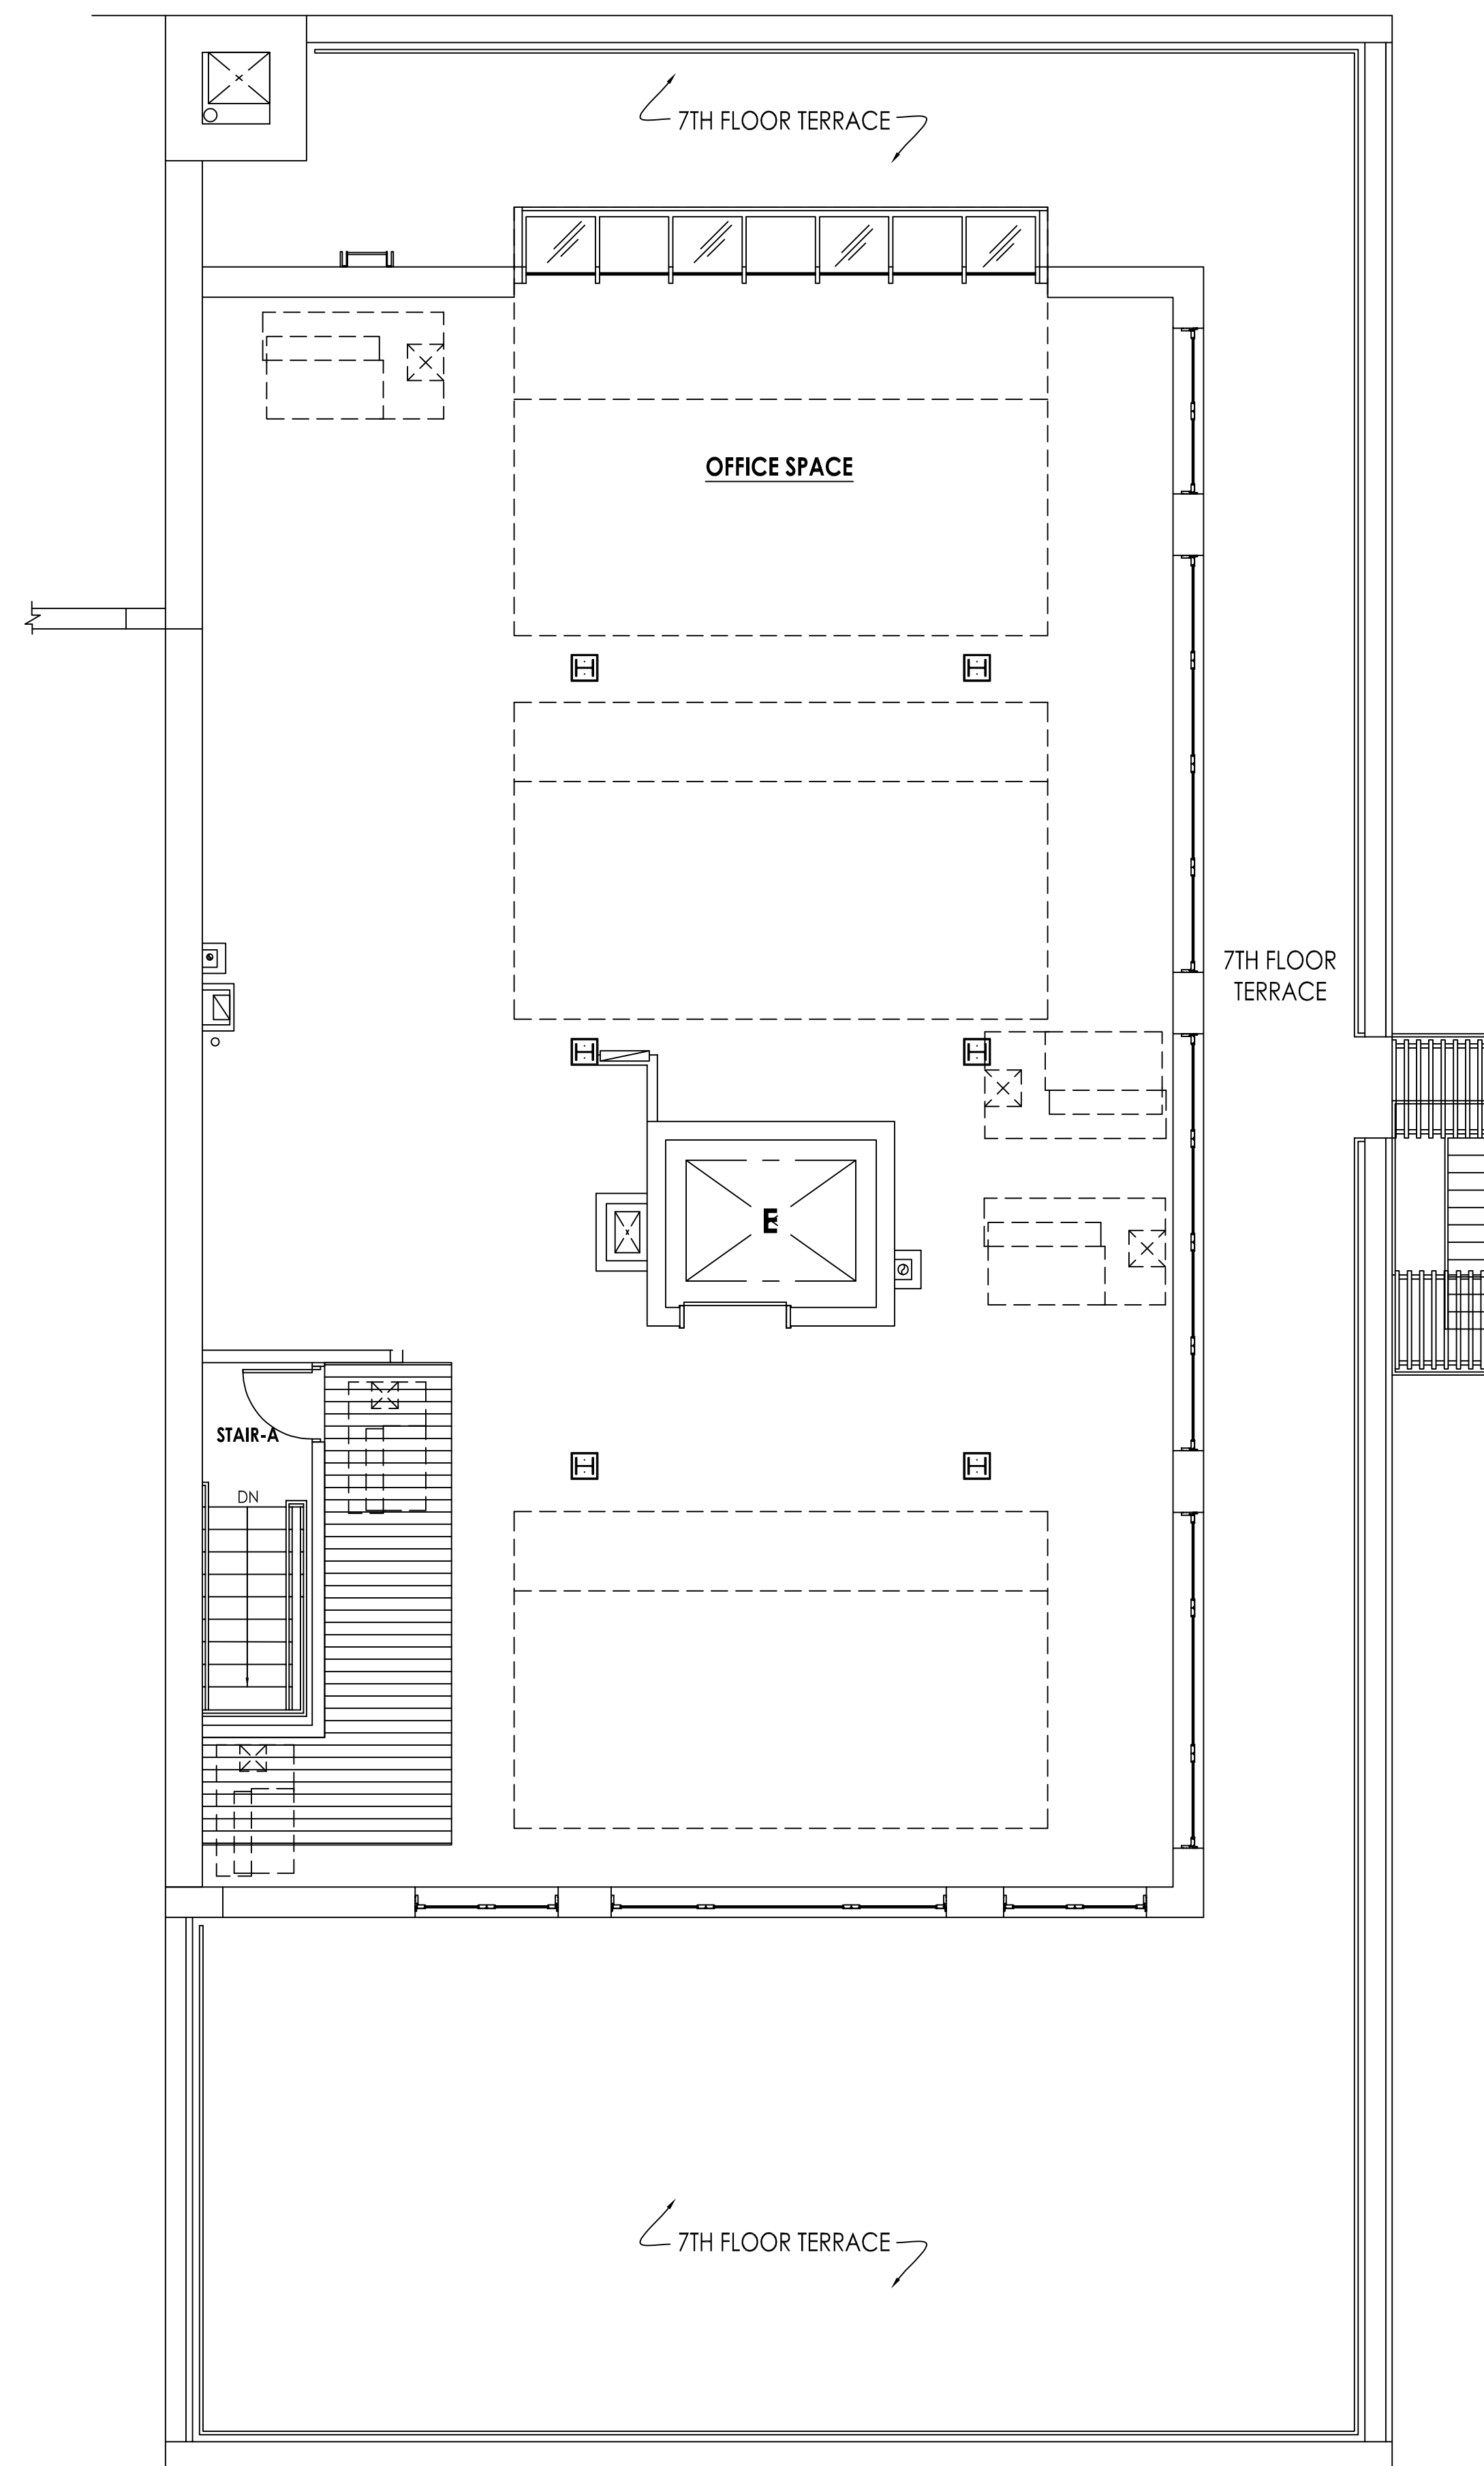 7TH FLOOR TERRACE
OFFICE SPACE
7TH FLOOR
TERRACE
E
STAIR-A
DN
7TH FLOOR TERRACE